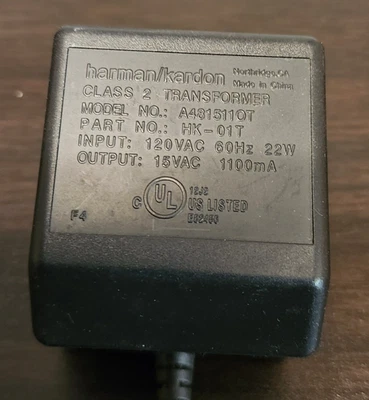 harman/kardon Northridge, CA
Made in China
CLASS 2 TRANSFORMER
MODEL NO.: A481511OT
PART NO.: HK-01T
INPUT: 120VAC 60Hz 22W
OUTPUT: 15VAC 1100mA
C UL US LISTED
F4